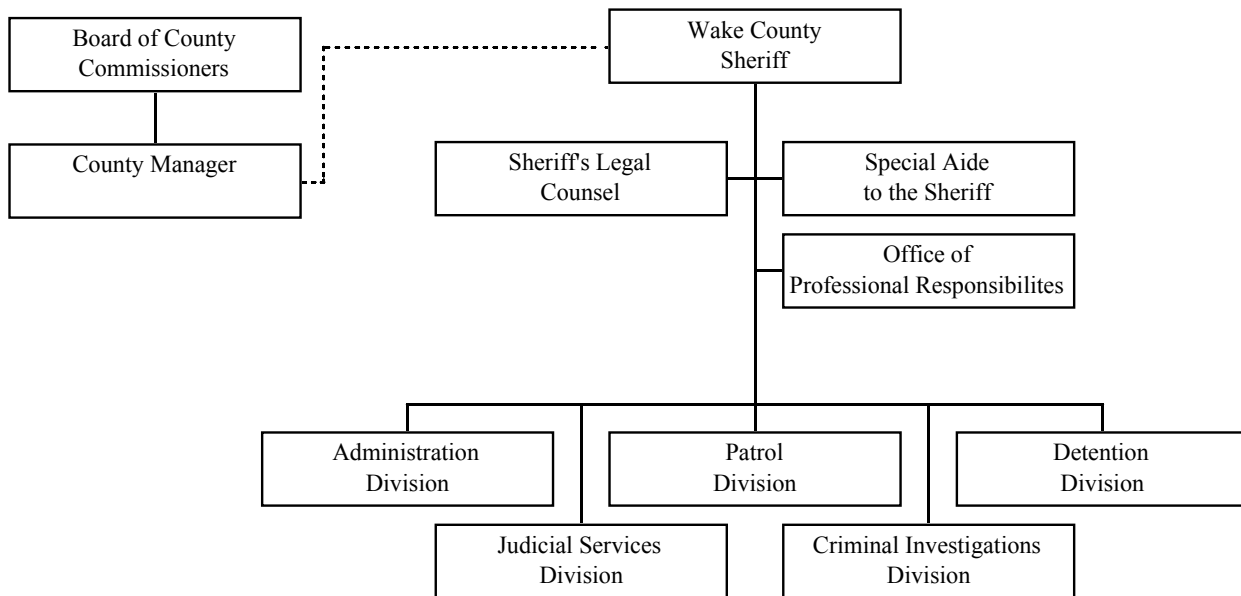 Board of County
Commissioners
Wake County
Sheriff
County Manager
Sheriff's Legal
Counsel
Special Aide
to the Sheriff
Office of
Professional Responsibilites
Administration
Division
Patrol
Division
Detention
Division
Judicial Services
Division
Criminal Investigations
Division